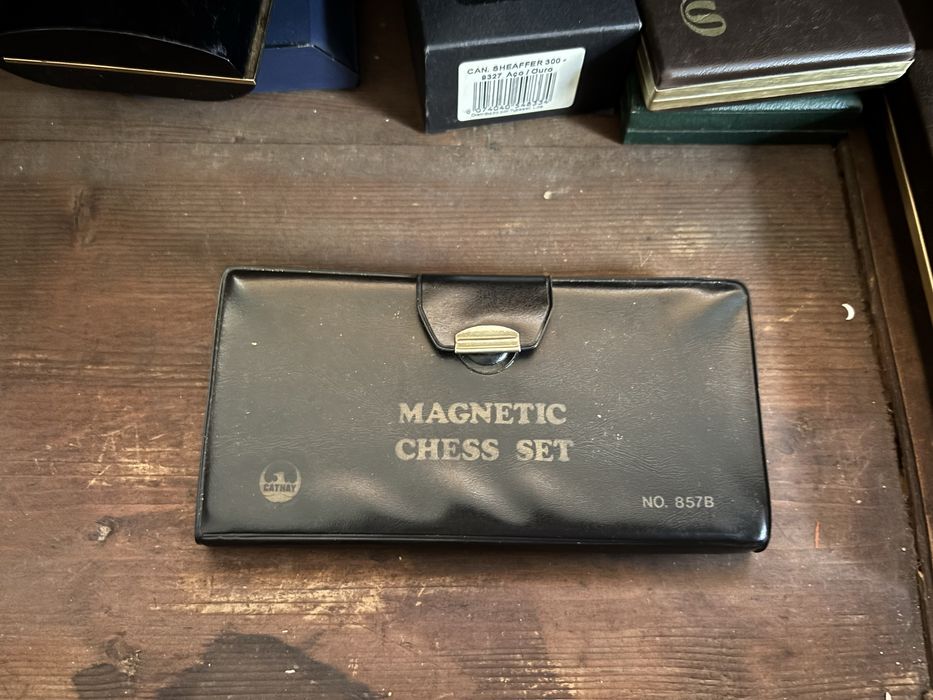 CAN. SHEAFFER 300 -
9327 Aço / Ouro
S
MAGNETIC
CHESS SET
CATHAY
NO. 857B